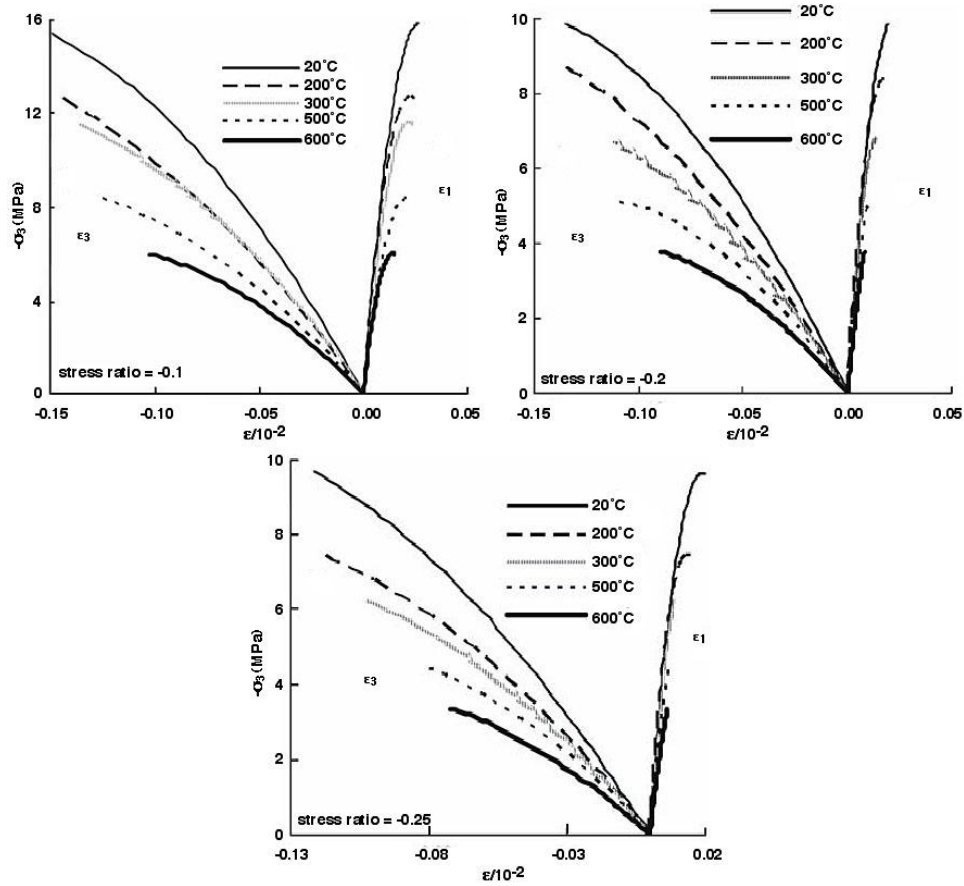 16
12
8
4
0
-σ3 (MPa)
20°C
200°C
300°C
500°C
600°C
ε1
ε3
stress ratio = -0.1
-0.15
-0.10
-0.05
0.00
0.05
ε/10-2
10
8
6
4
2
0
-σ3 (MPa)
20°C
200°C
300°C
500°C
600°C
ε1
ε3
stress ratio = -0.2
-0.15
-0.10
-0.05
0.00
0.05
ε/10-2
10
8
6
4
2
0
-σ3 (MPa)
20°C
200°C
300°C
500°C
600°C
ε1
ε3
stress ratio = -0.25
-0.13
-0.08
-0.03
0.02
ε/10-2